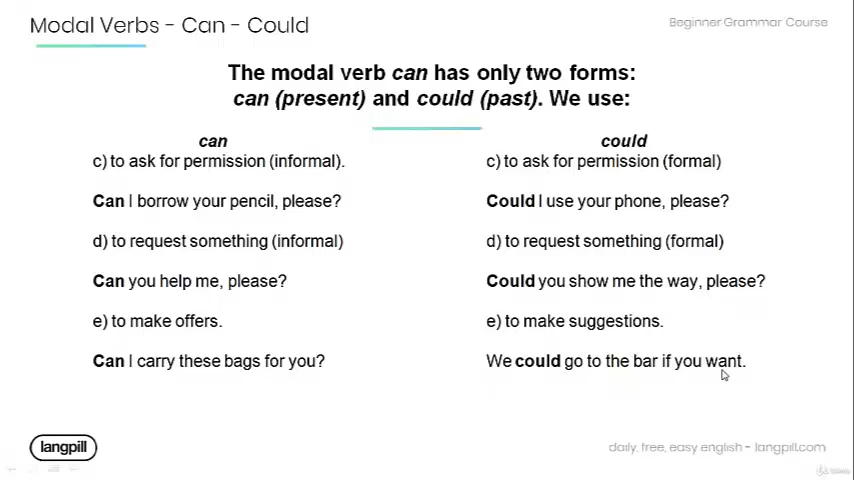 Modal Verbs - Can - Could
Beginner Grammar Course
The modal verb can has only two forms:
can (present) and could (past). We use:
can
c) to ask for permission (informal).
Can I borrow your pencil, please?
d) to request something (informal)
Can you help me, please?
e) to make offers.
Can I carry these bags for you?
could
c) to ask for permission (formal)
Could I use your phone, please?
d) to request something (formal)
Could you show me the way, please?
e) to make suggestions.
We could go to the bar if you want.
langpill
daily, free, easy english - langpill.com